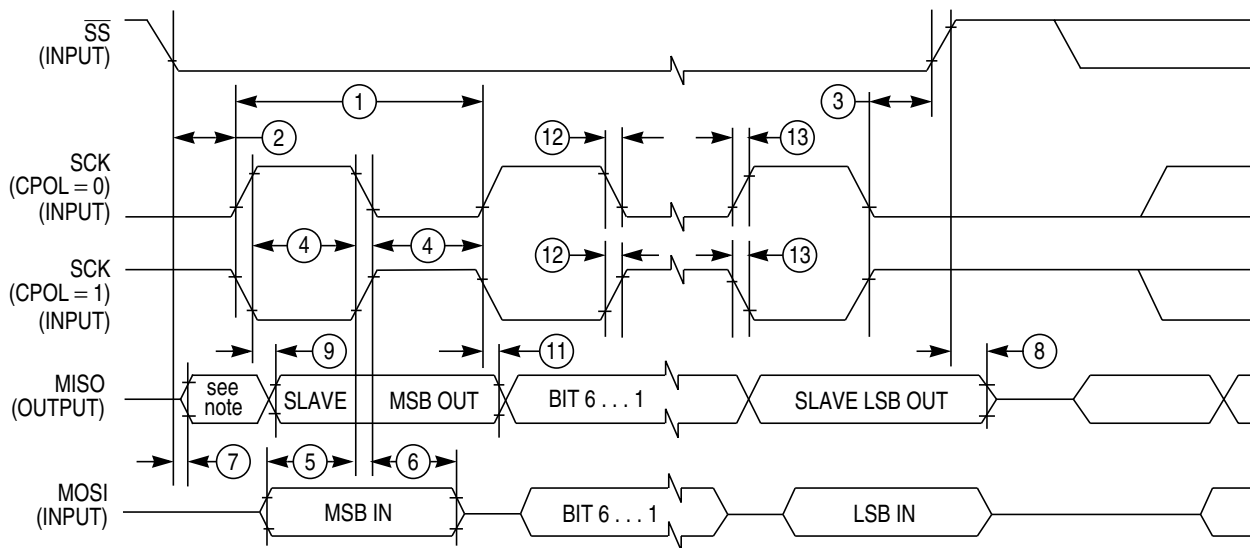 SS
(INPUT)
1
3
2
12
13
SCK
(CPOL = 0)
(INPUT)
4
4
12
13
SCK
(CPOL = 1)
(INPUT)
9
11
8
MISO
(OUTPUT)
see
note
SLAVE
MSB OUT
BIT 6 . . . 1
SLAVE LSB OUT
7
5
6
MOSI
(INPUT)
MSB IN
BIT 6 . . . 1
LSB IN